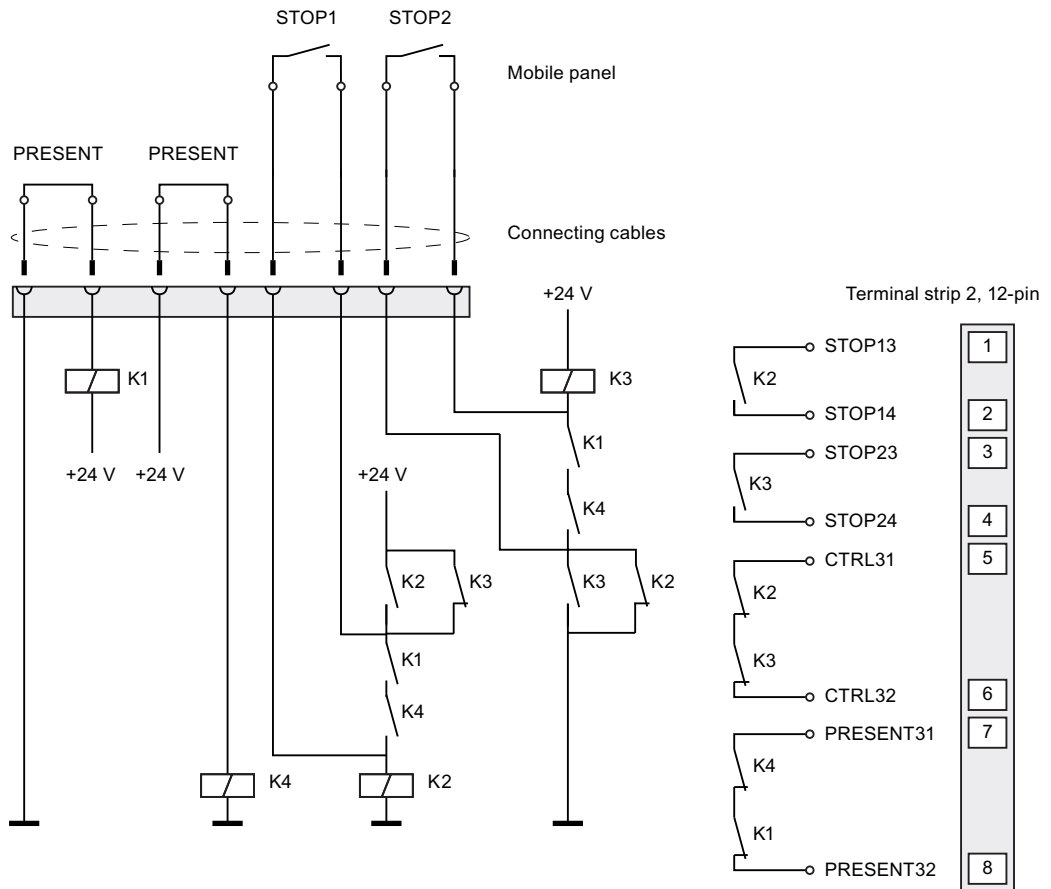 STOP1 STOP2
Mobile panel
PRESENT PRESENT
Connecting cables
+24 V
Terminal strip 2, 12-pin
STOP13 1
K1 K3 K2
STOP14 2
K1
STOP23 3
+24 V +24 V +24 V
K3
K4
STOP24 4
CTRL31 5
K2 K3 K3 K2 K2
K1 K3
CTRL32 6
K4
PRESENT31 7
K4 K2 K4
K1
PRESENT32 8